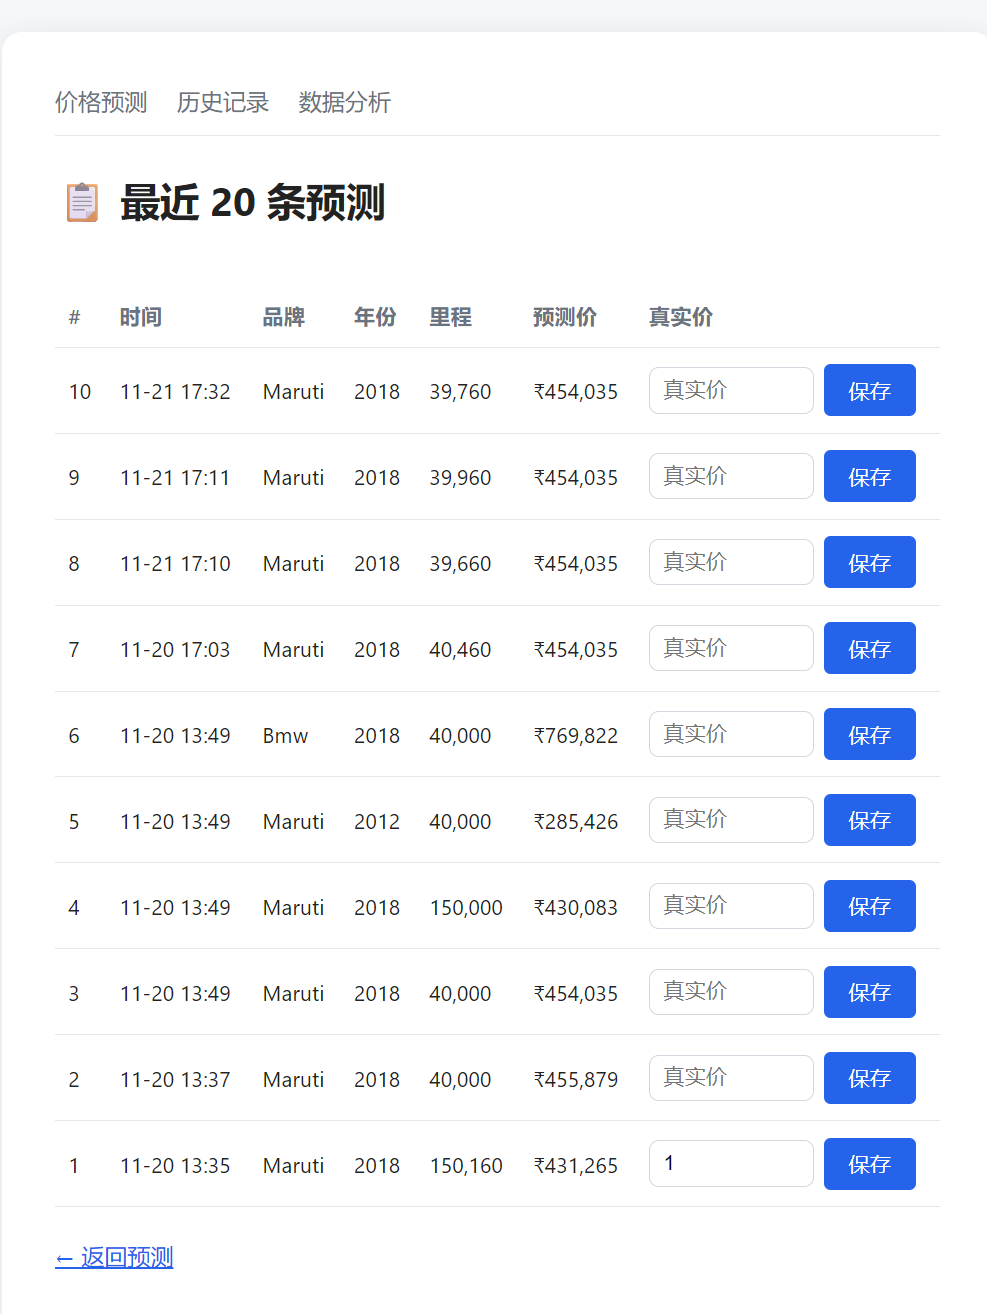 价格预测 历史记录 数据分析
最近 20 条预测
# 时间 品牌 年份 里程 预测价 真实价
10 11-21 17:32 Maruti 2018 39,760 ₹454,035 真实价 保存
9 11-21 17:11 Maruti 2018 39,960 ₹454,035 真实价 保存
8 11-21 17:10 Maruti 2018 39,660 ₹454,035 真实价 保存
7 11-20 17:03 Maruti 2018 40,460 ₹454,035 真实价 保存
6 11-20 13:49 Bmw 2018 40,000 ₹769,822 真实价 保存
5 11-20 13:49 Maruti 2012 40,000 ₹285,426 真实价 保存
4 11-20 13:49 Maruti 2018 150,000 ₹430,083 真实价 保存
3 11-20 13:49 Maruti 2018 40,000 ₹454,035 真实价 保存
2 11-20 13:37 Maruti 2018 40,000 ₹455,879 真实价 保存
1 11-20 13:35 Maruti 2018 150,160 ₹431,265 1 保存
← 返回预测